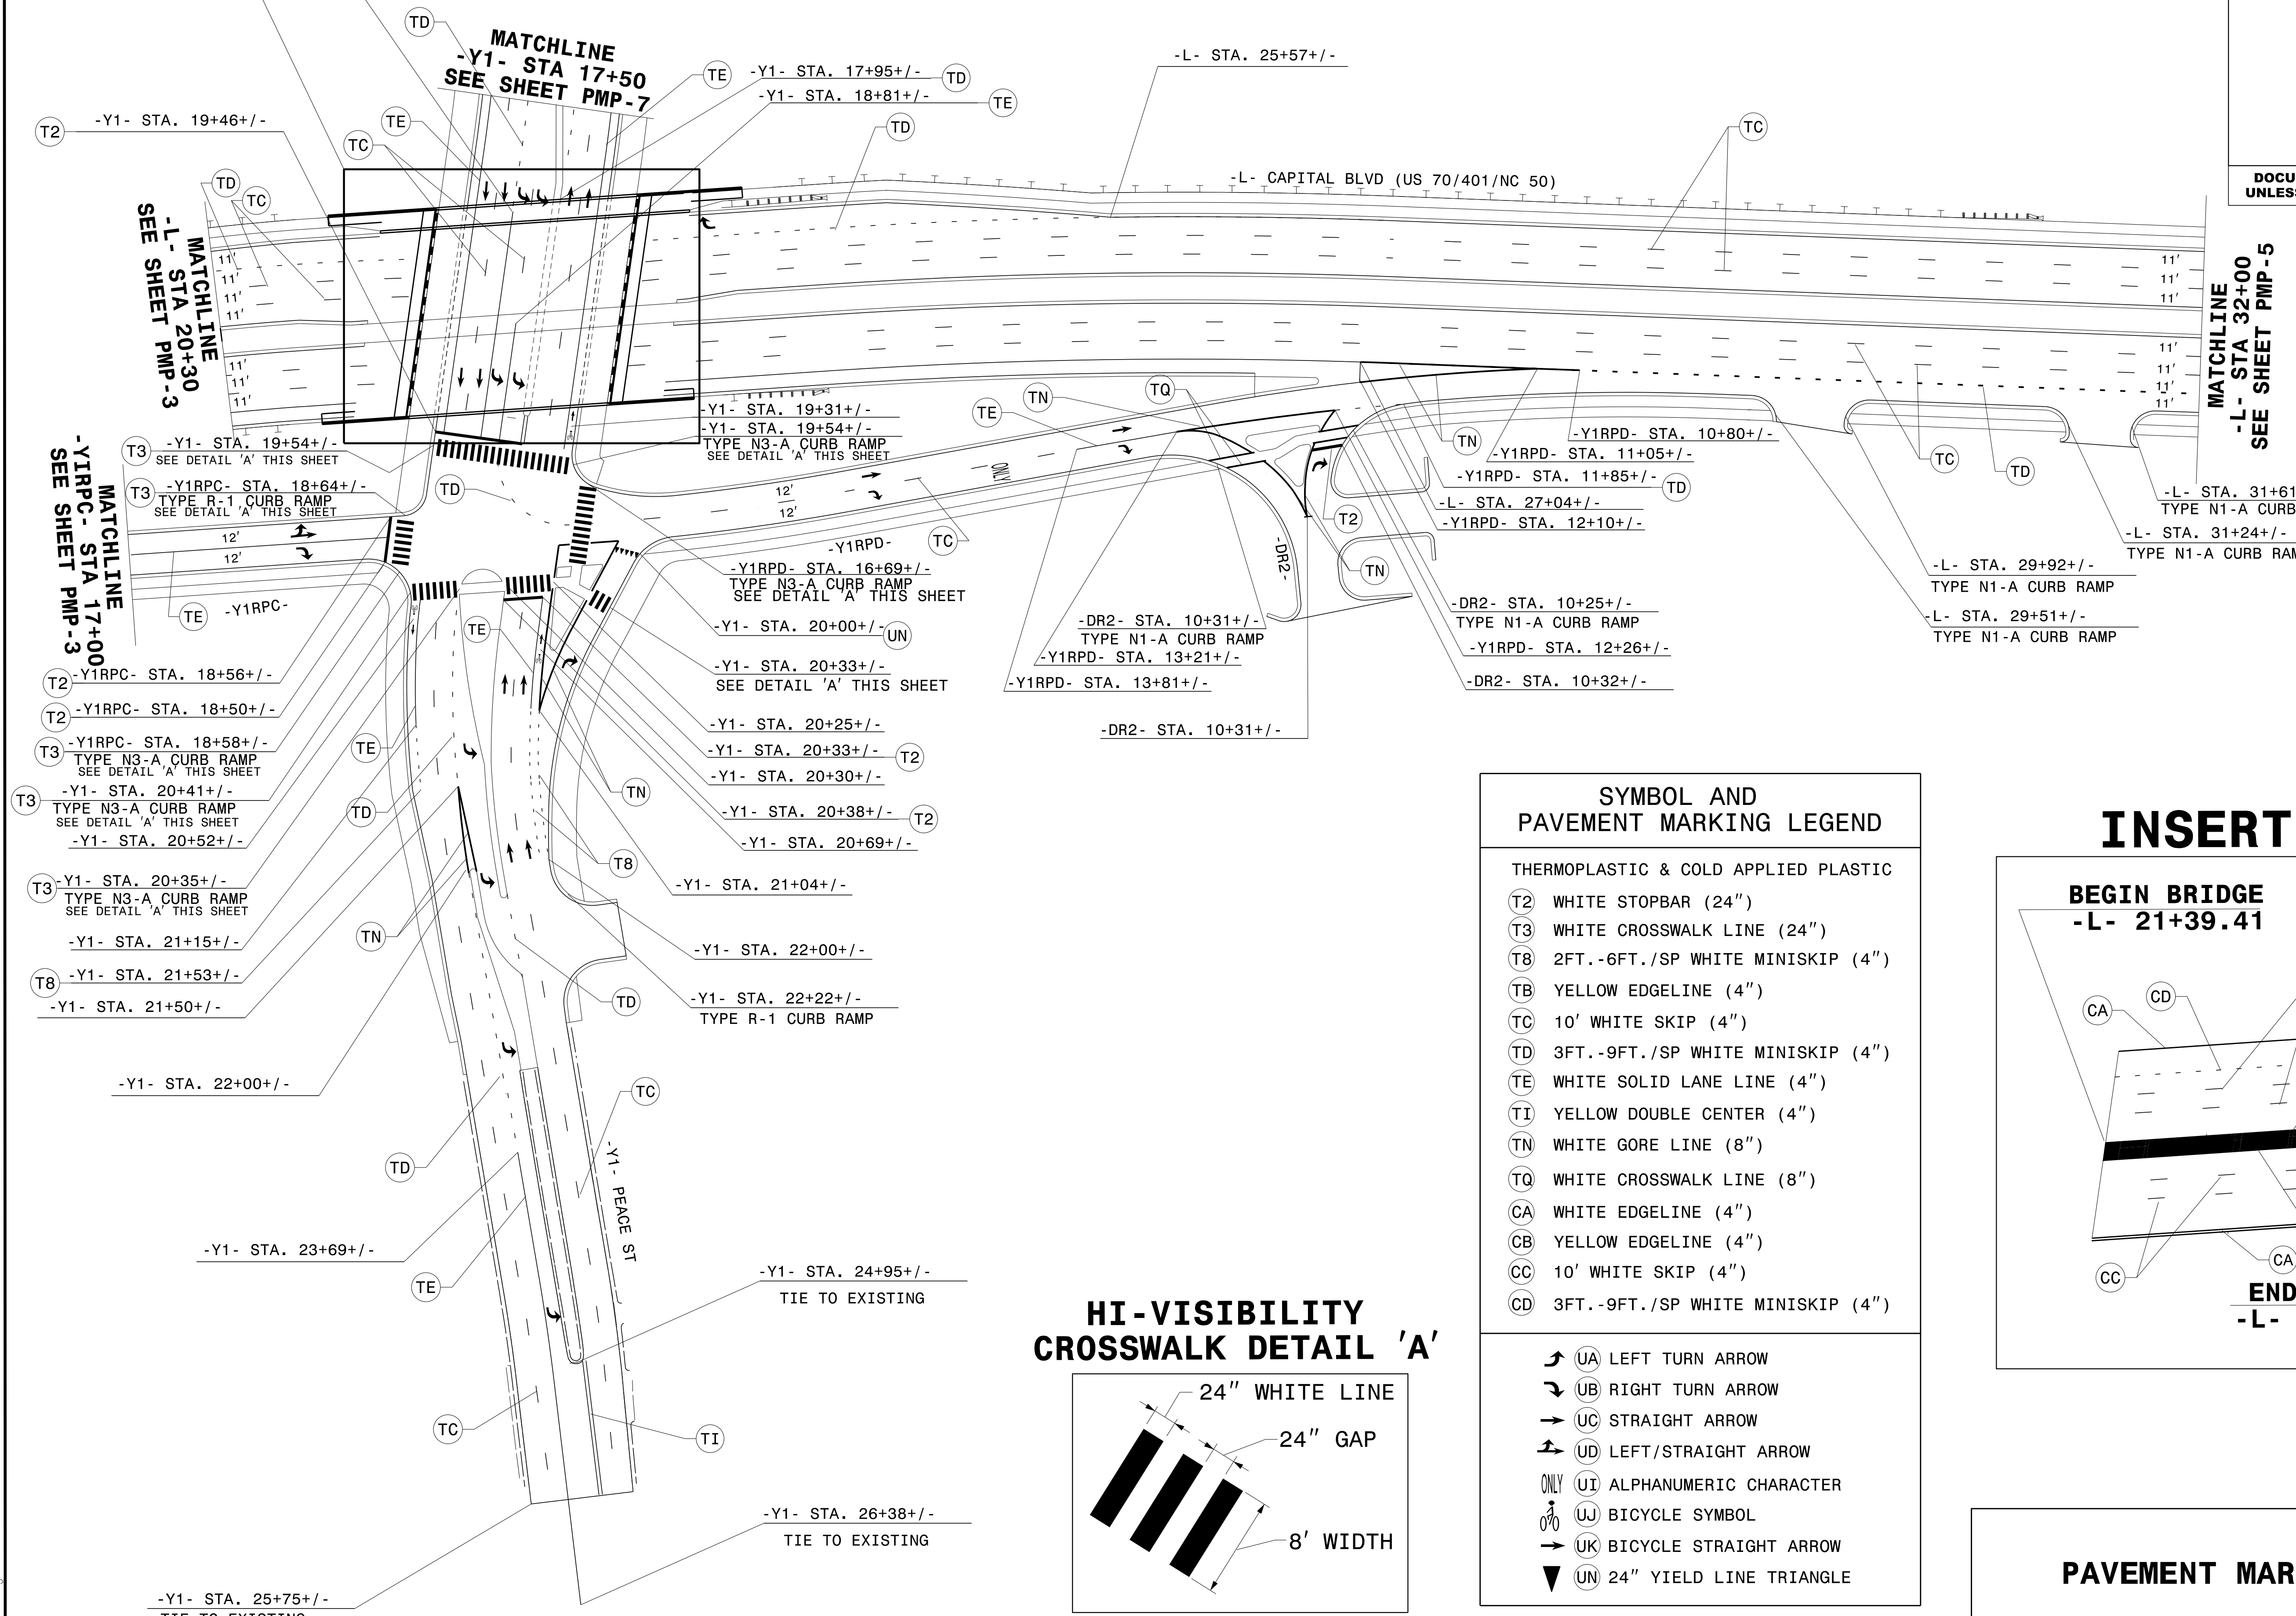 MATCHLINE
-Y1- STA 17+50
SEE SHEET PMP-7
TD
TE
-Y1- STA. 17+95+/-
TD
-Y1- STA. 18+81+/-
TE
TD
-L- STA. 25+57+/-
TC
T2
-Y1- STA. 19+46+/-
TE
TC
TD
TC
-L- CAPITAL BLVD (US 70/401/NC 50)
DOCU
UNLES
MATCHLINE
-L- STA 20+30
SEE SHEET PMP-3
11'
11'
11'
11'
11'
11'
11'
11'
11'
11'
11'
11'
11'
11'
MATCHLINE
-L- STA 32+00
SEE SHEET PMP-5
T3
-Y1- STA. 19+54+/-
SEE DETAIL 'A' THIS SHEET
T3
-Y1RPC- STA. 18+64+/-
TYPE R-1 CURB RAMP
SEE DETAIL 'A' THIS SHEET
MATCHLINE
-YIRPC- STA 17+00
SEE SHEET PMP-3
12'
12'
TE
-Y1RPC-
TD
-Y1- STA. 19+31+/-
-Y1- STA. 19+54+/-
TYPE N3-A CURB RAMP
SEE DETAIL 'A' THIS SHEET
TE
TN
TQ
12'
12'
ONLY
-Y1RPD-
TC
-DR2-
T2
TN
TN
-Y1RPD- STA. 10+80+/-
-Y1RPD- STA. 11+05+/-
-Y1RPD- STA. 11+85+/-
TD
-L- STA. 27+04+/-
-Y1RPD- STA. 12+10+/-
TC
TD
-L- STA. 31+61
TYPE N1-A CURB
-L- STA. 31+24+/-
TYPE N1-A CURB RAM
-L- STA. 29+92+/-
TYPE N1-A CURB RAMP
-L- STA. 29+51+/-
TYPE N1-A CURB RAMP
-DR2- STA. 10+25+/-
TYPE N1-A CURB RAMP
-Y1RPD- STA. 12+26+/-
-DR2- STA. 10+32+/-
-DR2- STA. 10+31+/-
TYPE N1-A CURB RAMP
-Y1RPD- STA. 13+21+/-
-Y1RPD- STA. 13+81+/-
-DR2- STA. 10+31+/-
-Y1RPD- STA. 16+69+/-
TYPE N3-A CURB RAMP
SEE DETAIL 'A' THIS SHEET
-Y1- STA. 20+00+/-
UN
-Y1- STA. 20+33+/-
SEE DETAIL 'A' THIS SHEET
-Y1- STA. 20+25+/-
-Y1- STA. 20+33+/-
T2
-Y1- STA. 20+30+/-
-Y1- STA. 20+38+/-
T2
-Y1- STA. 20+69+/-
-Y1- STA. 21+04+/-
-Y1- STA. 22+00+/-
-Y1- STA. 22+22+/-
TYPE R-1 CURB RAMP
TE
TN
T8
TE
TD
TN
TD
T2
-Y1RPC- STA. 18+56+/-
T2
-Y1RPC- STA. 18+50+/-
T3
-Y1RPC- STA. 18+58+/-
TYPE N3-A CURB RAMP
SEE DETAIL 'A' THIS SHEET
T3
-Y1- STA. 20+41+/-
TYPE N3-A CURB RAMP
SEE DETAIL 'A' THIS SHEET
-Y1- STA. 20+52+/-
T3
-Y1- STA. 20+35+/-
TYPE N3-A CURB RAMP
SEE DETAIL 'A' THIS SHEET
-Y1- STA. 21+15+/-
T8
-Y1- STA. 21+53+/-
-Y1- STA. 21+50+/-
-Y1- STA. 22+00+/-
TD
TC
-Y1- PEACE ST
-Y1- STA. 23+69+/-
TE
-Y1- STA. 24+95+/-
TIE TO EXISTING
TC
TI
-Y1- STA. 26+38+/-
TIE TO EXISTING
-Y1- STA. 25+75+/-
TIE TO EXISTING
HI-VISIBILITY
CROSSWALK DETAIL 'A'
24" WHITE LINE
24" GAP
8' WIDTH
SYMBOL AND
PAVEMENT MARKING LEGEND
THERMOPLASTIC & COLD APPLIED PLASTIC
T2 WHITE STOPBAR (24")
T3 WHITE CROSSWALK LINE (24")
T8 2FT.-6FT./SP WHITE MINISKIP (4")
TB YELLOW EDGELINE (4")
TC 10' WHITE SKIP (4")
TD 3FT.-9FT./SP WHITE MINISKIP (4")
TE WHITE SOLID LANE LINE (4")
TI YELLOW DOUBLE CENTER (4")
TN WHITE GORE LINE (8")
TQ WHITE CROSSWALK LINE (8")
CA WHITE EDGELINE (4")
CB YELLOW EDGELINE (4")
CC 10' WHITE SKIP (4")
CD 3FT.-9FT./SP WHITE MINISKIP (4")
UA LEFT TURN ARROW
UB RIGHT TURN ARROW
UC STRAIGHT ARROW
UD LEFT/STRAIGHT ARROW
ONLY UI ALPHANUMERIC CHARACTER
UJ BICYCLE SYMBOL
UK BICYCLE STRAIGHT ARROW
UN 24" YIELD LINE TRIANGLE
INSERT
BEGIN BRIDGE
-L- 21+39.41
CA
CD
CC
CA
END
-L-
PAVEMENT MAR